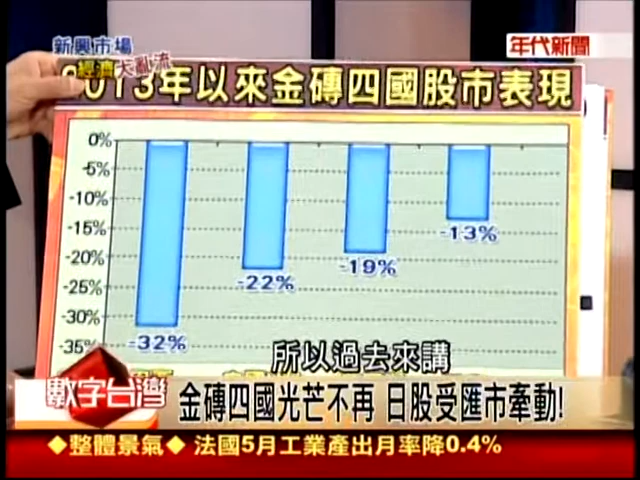 新興市場
經濟大亂流
年代新聞
2013年以來金磚四國股市表現
0%
-5%
-10%
-15%
-20%
-25%
-30%
-35%
-13%
-19%
-22%
-32%
所以過去來講
數字台灣
金磚四國光芒不再 日股受匯市牽動!
◆整體景氣◆ 法國5月工業產出月率降0.4%